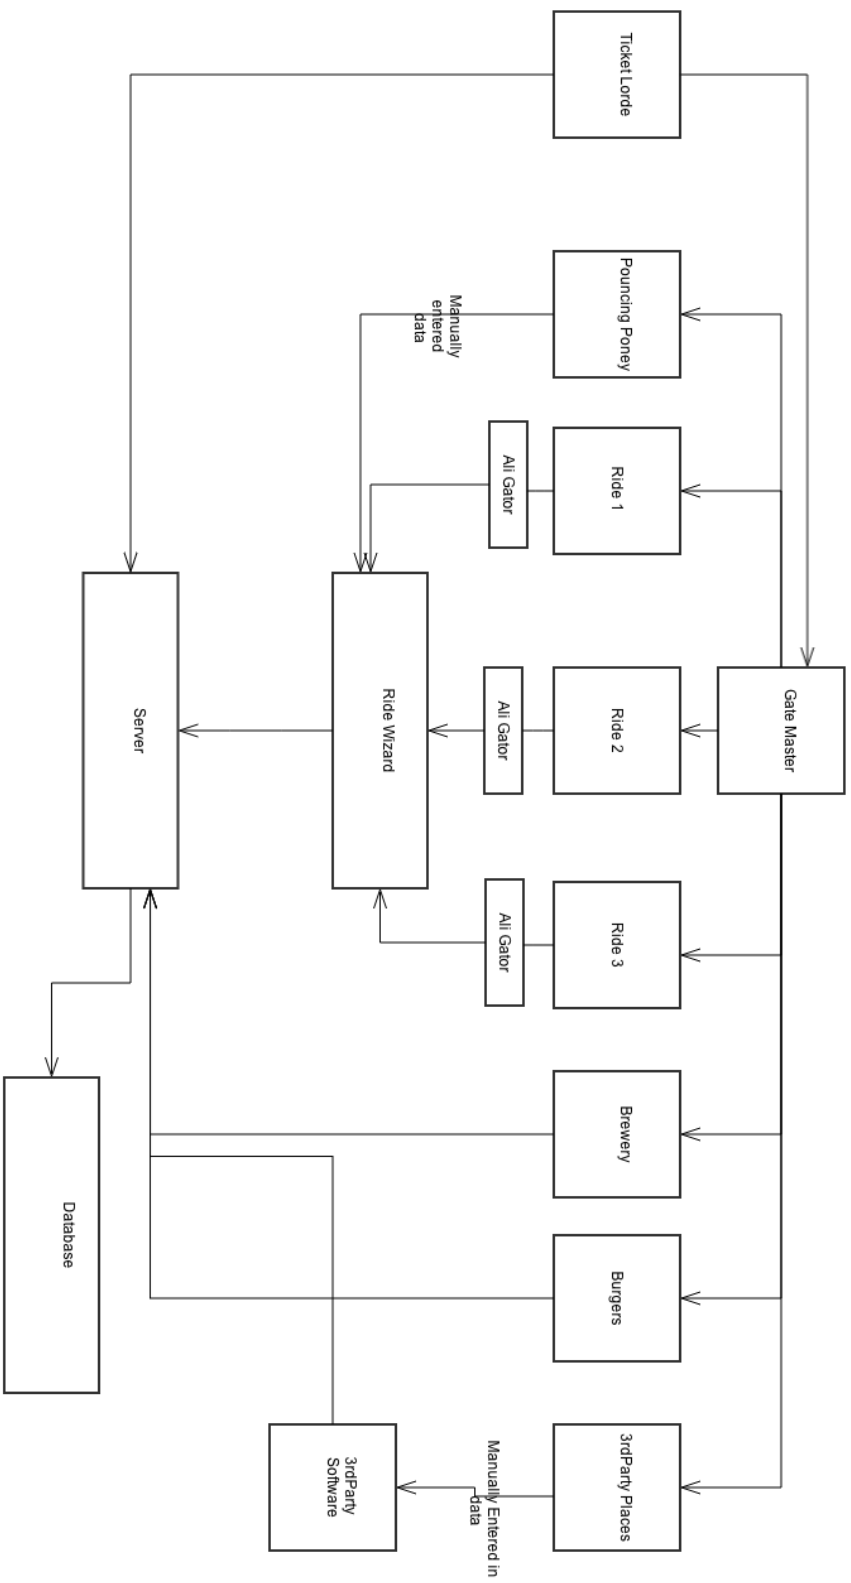 Ticket Lorde
Gate Master
Pouncing Poney
Ride 1
Ride 2
Ride 3
Brewery
Burgers
3rdParty Places
Manually
entered
data
Ali Gator
Ali Gator
Ali Gator
Manually Entered in
data
Ride Wizard
3rdParty
Software
Server
Database